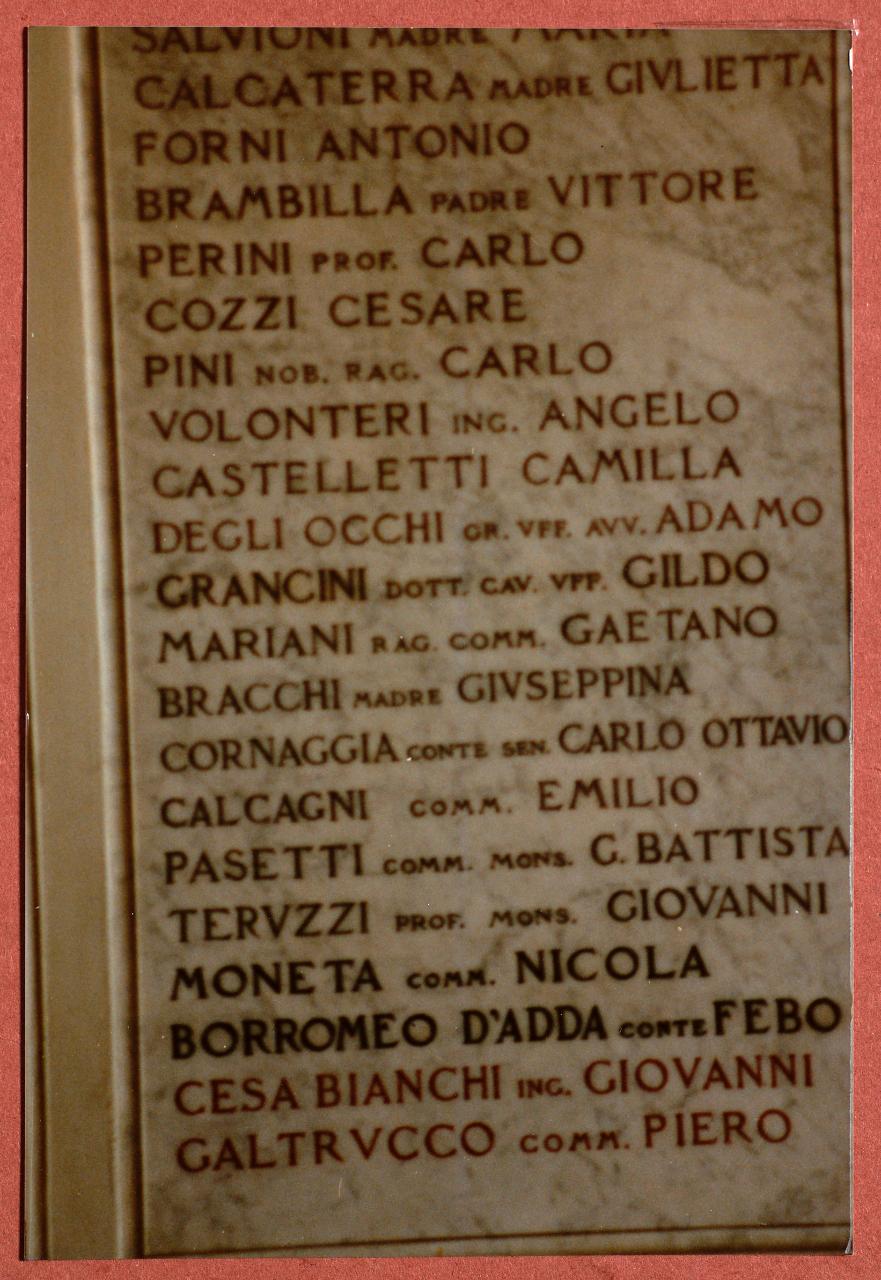 SALVIONI MADRE MARIA
CALCATERRA MADRE GIVLIETTA
FORNI ANTONIO
BRAMBILLA PADRE VITTORE
PERINI PROF. CARLO
COZZI CESARE
PINI NOB. RAG. CARLO
VOLONTERI ING. ANGELO
CASTELLETTI CAMILLA
DEGLI OCCHI GR. VFF. AVV. ADAMO
GRANCINI DOTT. CAV. VFF. GILDO
MARIANI RAG. COMM. GAETANO
BRACCHI MADRE GIVSEPPINA
CORNAGGIA CONTE SEN. CARLO OTTAVIO
CALCAGNI COMM. EMILIO
PASETTI COMM. MONS. G. BATTISTA
TERVZZI PROF. MONS. GIOVANNI
MONETA COMM. NICOLA
BORROMEO D'ADDA CONTE FEBO
CESA BIANCHI ING. GIOVANNI
GALTRVCCO COMM. PIERO